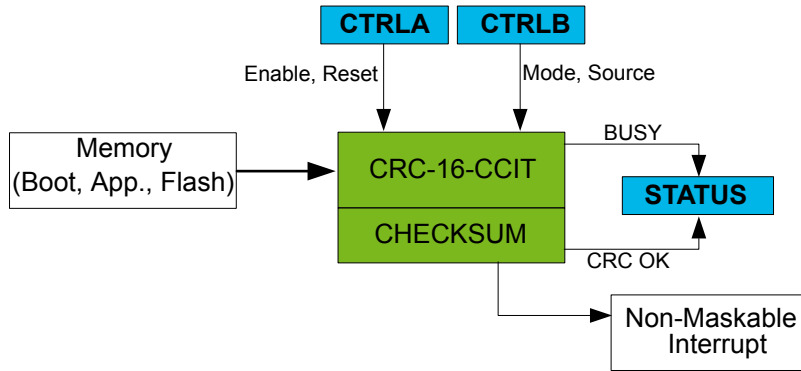 CTRLA
CTRLB
Enable, Reset
Mode, Source
Memory
(Boot, App., Flash)
CRC-16-CCIT
BUSY
STATUS
CHECKSUM
CRC OK
Non-Maskable
Interrupt